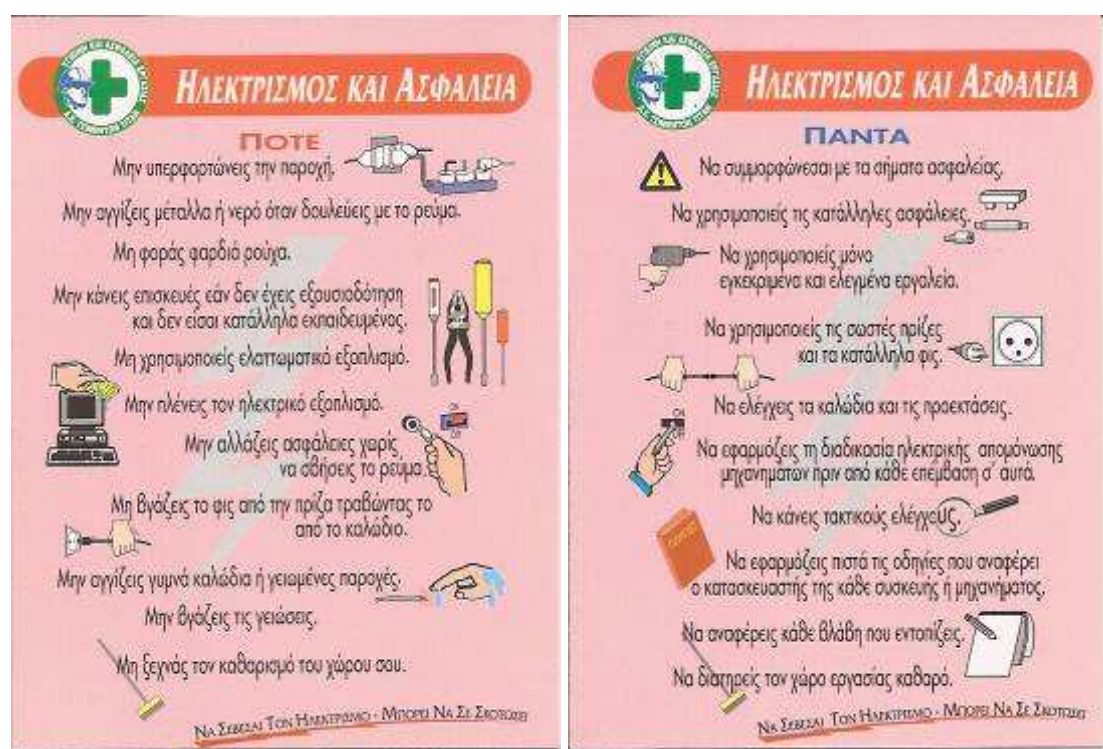 ΗΛΕΚΤΡΙΣΜΟΣ ΚΑΙ ΑΣΦΑΛΕΙΑ
ΠΟΤΕ
Μην υπερφορτώνεις την παροχή.
Μην αγγίζεις μέταλλα ή νερό όταν δουλεύεις με το ρεύμα.
Μη φοράς φαρδιά ρούχα.
Μην κάνεις επισκευές εάν δεν έχεις εξουσιοδότηση
και δεν είσαι κατάλληλα εκπαιδευμένος.
Μη χρησιμοποιείς ελαττωματικό εξοπλισμό.
Μην πλένεις τον ηλεκτρικό εξοπλισμό.
Μην αλλάζεις ασφάλειες χωρίς
να σβήσεις το ρεύμα.
Μη βγάζεις το φις από την πρίζα τραβώντας το
από το καλώδιο.
Μην αγγίζεις γυμνά καλώδια ή γειωμένες παροχές.
Μην βγάζεις τις γειώσεις.
Μη ξεχνάς τον καθαρισμό του χώρου σου.
ΝΑ ΣΕΒΕΣΑΙ ΤΟΝ ΗΛΕΚΤΡΙΣΜΟ - ΜΠΟΡΕΙ ΝΑ ΣΕ ΣΚΟΤΩΣΕΙ
ΗΛΕΚΤΡΙΣΜΟΣ ΚΑΙ ΑΣΦΑΛΕΙΑ
ΠΑΝΤΑ
Να συμμορφώνεσαι με τα σήματα ασφαλείας.
Να χρησιμοποιείς τις κατάλληλες ασφάλειες.
Να χρησιμοποιείς μόνο
εγκεκριμένα και ελεγμένα εργαλεία.
Να χρησιμοποιείς τις σωστές πρίζες
και τα κατάλληλα φις.
Να ελέγχεις τα καλώδια και τις προεκτάσεις.
Να εφαρμόζεις τη διαδικασία ηλεκτρικής απομόνωσης
μηχανημάτων πριν από κάθε επέμβαση σ' αυτά.
Να κάνεις τακτικούς ελέγχους.
Να εφαρμόζεις πιστά τις οδηγίες που αναφέρει
ο κατασκευαστής της κάθε συσκευής ή μηχανήματος.
Να αναφέρεις κάθε βλάβη που εντοπίζεις.
Να διατηρείς τον χώρο εργασίας καθαρό.
ΝΑ ΣΕΒΕΣΑΙ ΤΟΝ ΗΛΕΚΤΡΙΣΜΟ - ΜΠΟΡΕΙ ΝΑ ΣΕ ΣΚΟΤΩΣΕΙ